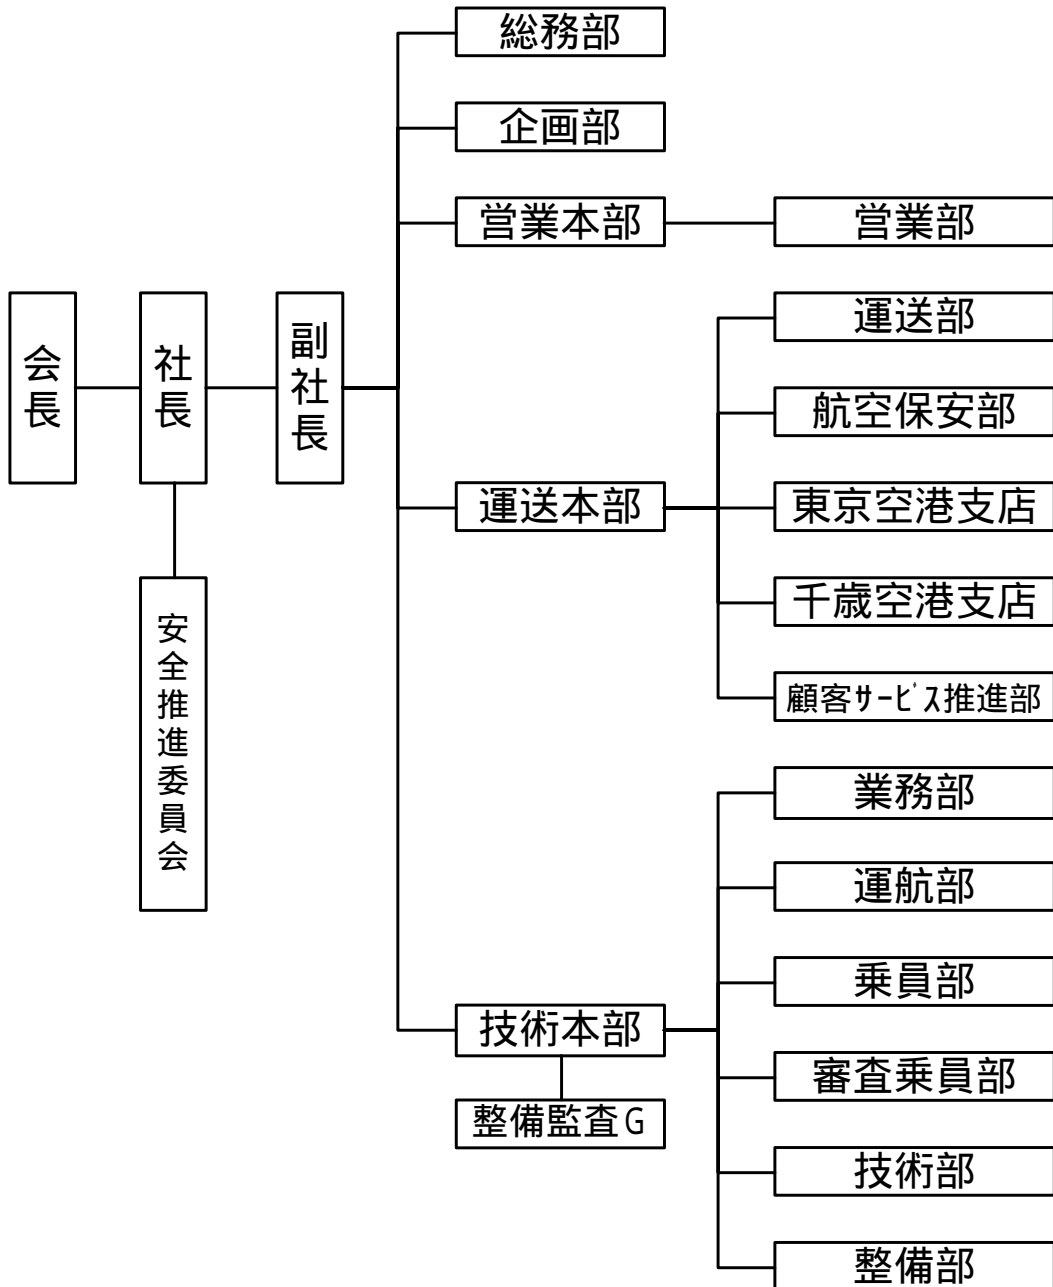 総務部
企画部
営業本部
営業部
会長
社長
副社長
運送部
航空保安部
運送本部
東京空港支店
千歳空港支店
安全推進委員会
顧客ｻｰﾋﾞｽ推進部
業務部
運航部
乗員部
技術本部
審査乗員部
整備監査G
技術部
整備部